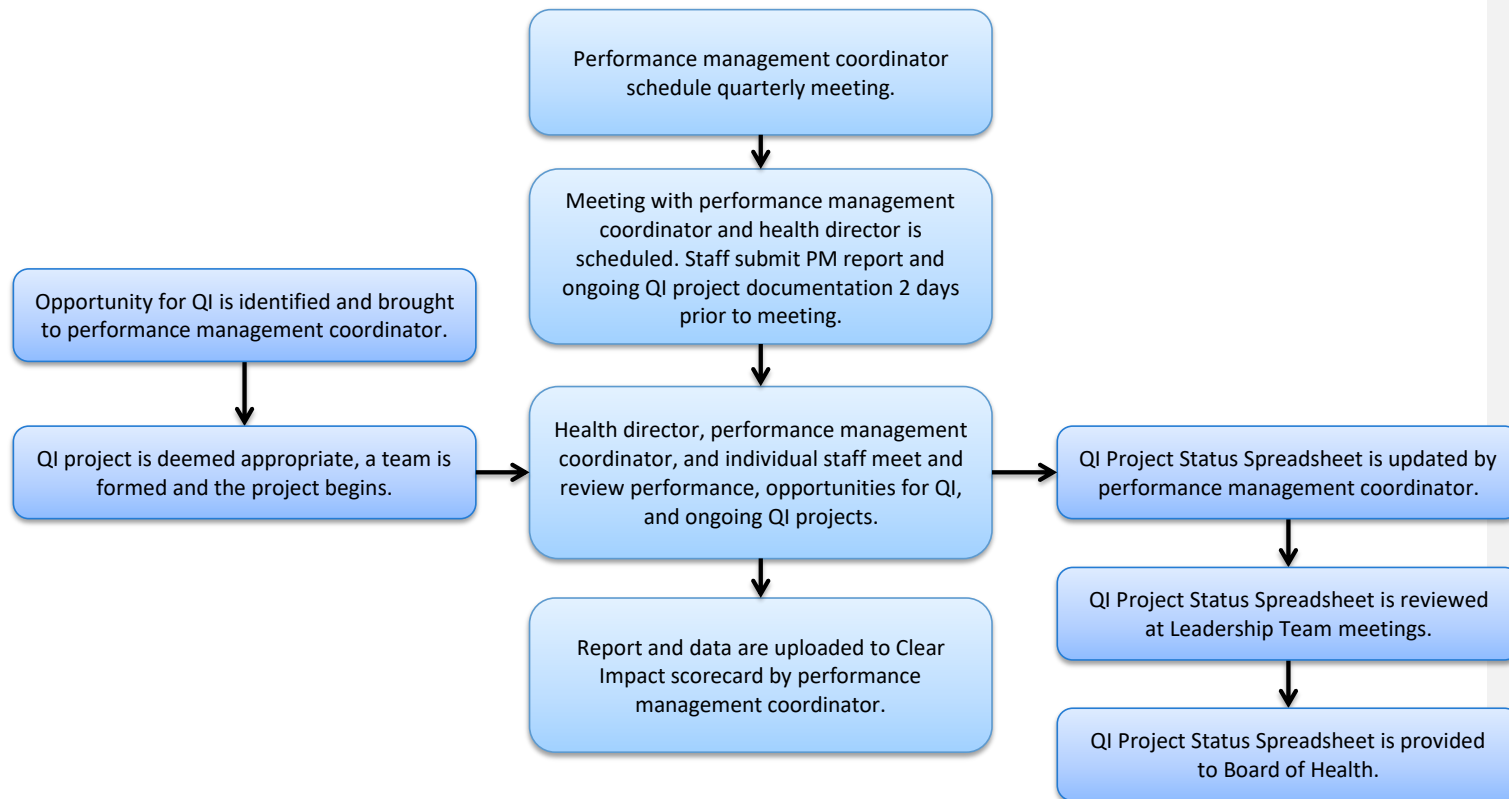 Performance management coordinator
schedule quarterly meeting.
Meeting with performance management
coordinator and health director is
scheduled. Staff submit PM report and
ongoing QI project documentation 2 days
prior to meeting.
Opportunity for QI is identified and brought
to performance management coordinator.
QI project is deemed appropriate, a team is
formed and the project begins.
Health director, performance management
coordinator, and individual staff meet and
review performance, opportunities for QI,
and ongoing QI projects.
Report and data are uploaded to Clear
Impact scorecard by performance
management coordinator.
QI Project Status Spreadsheet is updated by
performance management coordinator.
QI Project Status Spreadsheet is reviewed
at Leadership Team meetings.
QI Project Status Spreadsheet is provided
to Board of Health.